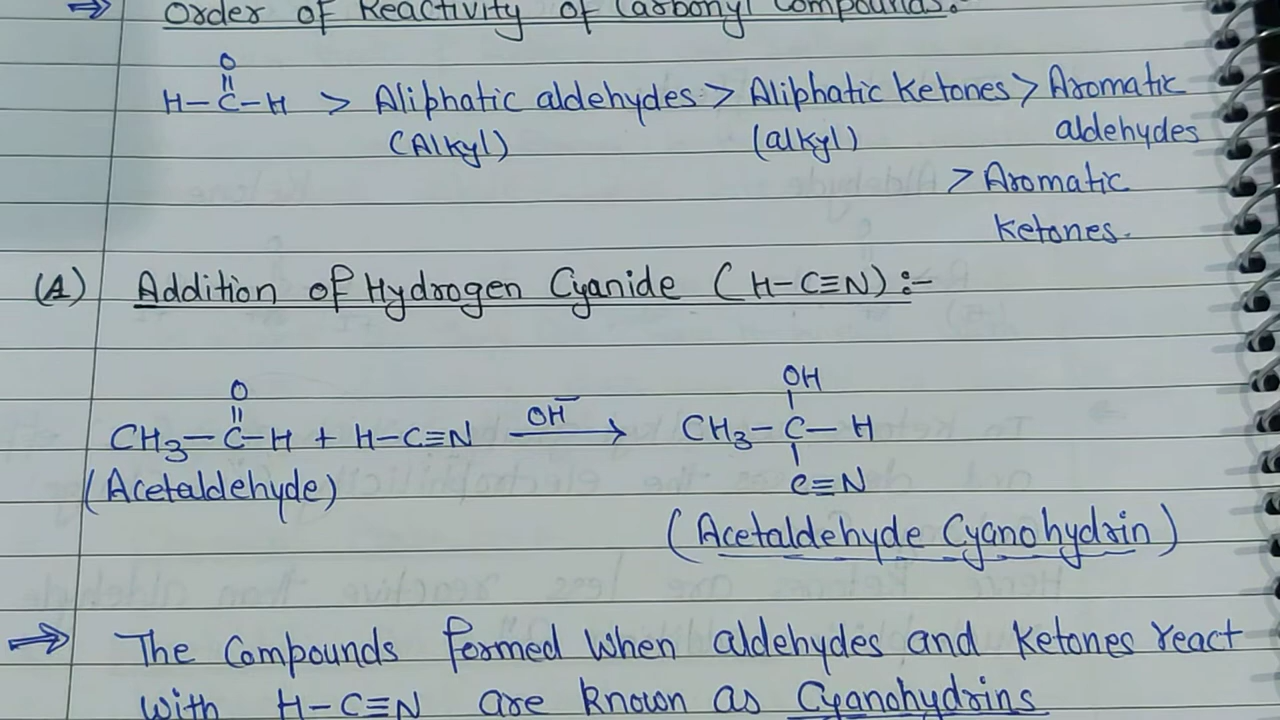 ⇒ Order of Reactivity of Carbonyl Compounds:
O
||
H-C-H > Aliphatic aldehydes > Aliphatic Ketones > Aromatic
(Alkyl) (alkyl) aldehydes
> Aromatic
Ketones.
(A) Addition of Hydrogen Cyanide (H-C≡N) :-
O
||
CH₃-C-H + H-C≡N OH⁻ → CH₃-C-H
OH
|
|
C≡N
(Acetaldehyde)
(Acetaldehyde Cyanohydrin)
⇒ The Compounds formed when aldehydes and Ketones react
with H-C≡N are known as Cyanohydrins